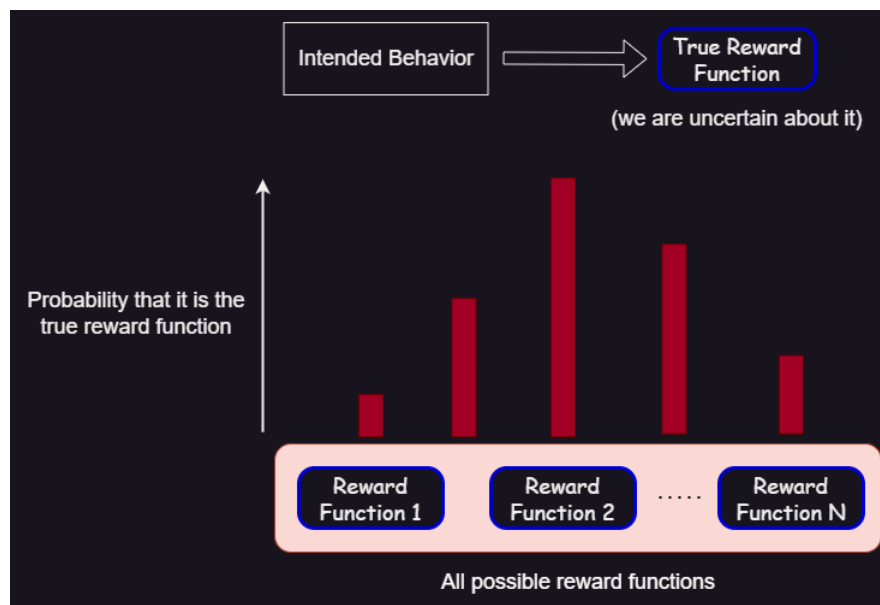 Intended Behavior
True Reward
Function
(we are uncertain about it)
Probability that it is the
true reward function
Reward
Function 1
Reward
Function 2
.....
Reward
Function N
All possible reward functions